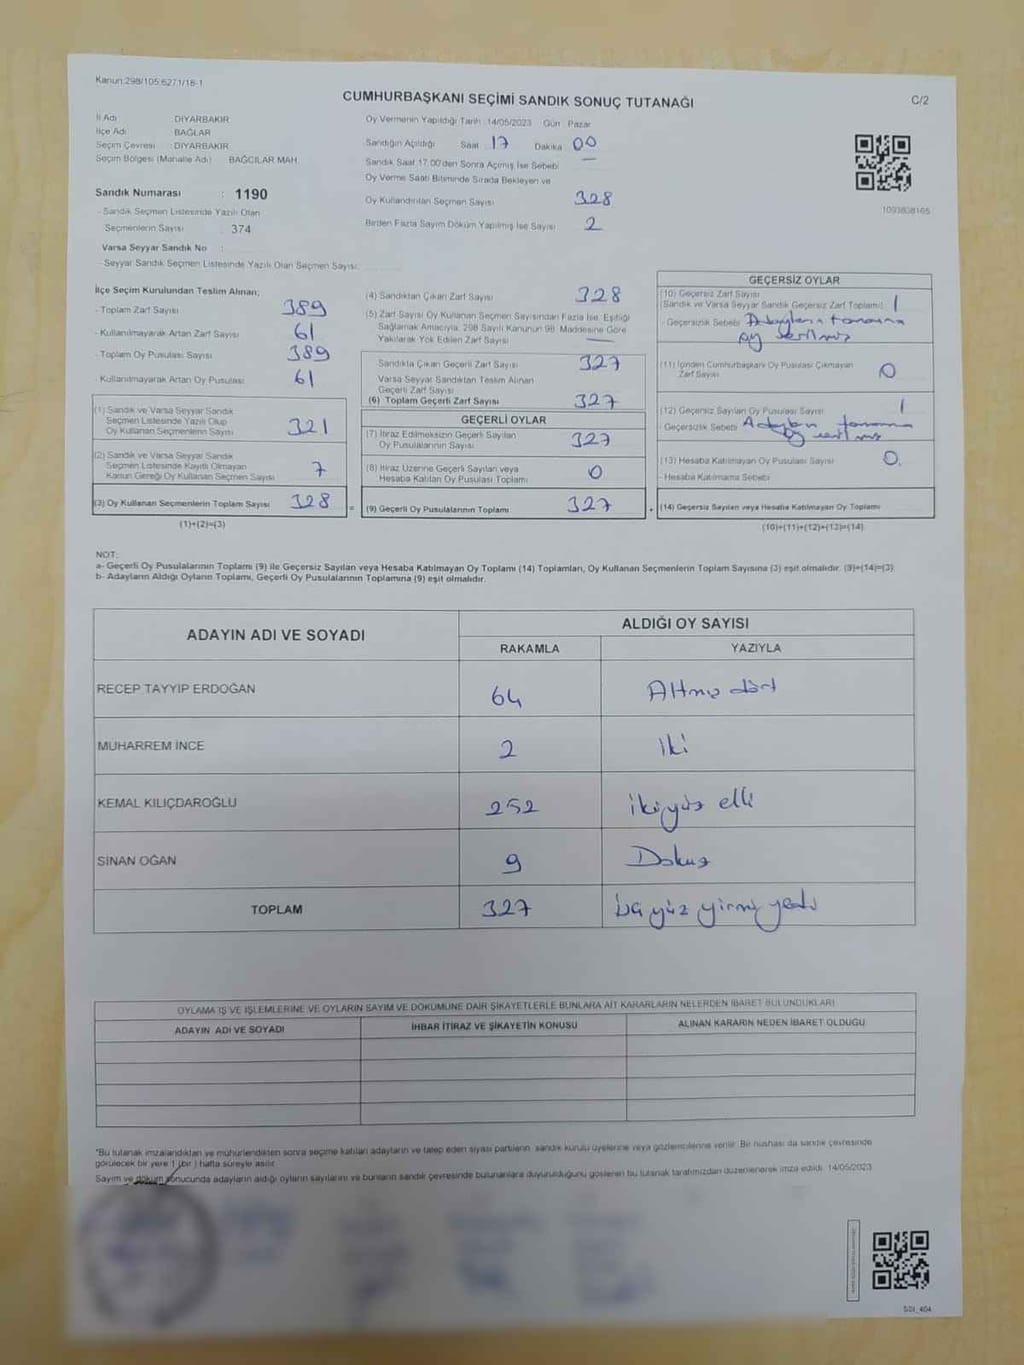 Kanun:298/105,6271/18-1
CUMHURBAŞKANI SEÇİMİ SANDIK SONUÇ TUTANAĞI
C/2
İl Adı DİYARBAKIR
İlçe Adı BAĞLAR
Seçim Çevresi : DİYARBAKIR
Seçim Bölgesi (Mahalle Adı) BAĞCILAR MAH.
Sandık Numarası : 1190
- Sandık Seçmen Listesinde Yazılı Olan
Seçmenlerin Sayısı : 374
Varsa Seyyar Sandık No :
- Seyyar Sandık Seçmen Listesinde Yazılı Olan Seçmen Sayısı:
Oy Vermenin Yapıldığı Tarih :14/05/2023 Gün : Pazar
Sandığın Açıldığı Saat : 17 Dakika 00
Sandık Saat 17.00'den Sonra Açılmış İse Sebebi —
Oy Verme Saati Bitiminde Sırada Bekleyen ve
Oy Kullandırılan Seçmen Sayısı 328
Birden Fazla Sayım Döküm Yapılmış İse Sayısı 2
1093838165
İlçe Seçim Kurulundan Teslim Alınan;
- Toplam Zarf Sayısı 389
- Kullanılmayarak Artan Zarf Sayısı 61
- Toplam Oy Pusulası Sayısı 389
- Kullanılmayarak Artan Oy Pusulası 61
(1) Sandık ve Varsa Seyyar Sandık
Seçmen Listesinde Yazılı Olup
Oy Kullanan Seçmenlerin Sayısı 321
(2) Sandık ve Varsa Seyyar Sandık
Seçmen Listesinde Kayıtlı Olmayan
Kanun Gereği Oy Kullanan Seçmen Sayısı 7
(3) Oy Kullanan Seçmenlerin Toplam Sayısı 328
(1)+(2)=(3)
(4) Sandıktan Çıkan Zarf Sayısı 328
(5) Zarf Sayısı Oy Kullanan Seçmen Sayısından Fazla İse, Eşitliği
Sağlamak Amacıyla, 298 Sayılı Kanunun 98. Maddesine Göre
Yakılarak Yok Edilen Zarf Sayısı —
Sandıkta Çıkan Geçerli Zarf Sayısı 327
Varsa Seyyar Sandıktan Teslim Alınan
Geçerli Zarf Sayısı
(6) Toplam Geçerli Zarf Sayısı 327
GEÇERLİ OYLAR
(7) İtiraz Edilmeksizin Geçerli Sayılan
Oy Pusulalarının Sayısı 327
(8) İtiraz Üzerine Geçerli Sayılan veya
Hesaba Katılan Oy Pusulası Toplamı 0
= (9) Geçerli Oy Pusulalarının Toplamı 327
GEÇERSİZ OYLAR
(10) Geçersiz Zarf Sayısı
(Sandık ve Varsa Seyyar Sandık Geçersiz Zarf Toplamı) 1
- Geçersizlik Sebebi Adayların tamamına
oy verilmiş
(11) İçinden Cumhurbaşkanı Oy Pusulası Çıkmayan
Zarf Sayısı 0
(12) Geçersiz Sayılan Oy Pusulası Sayısı 1
- Geçersizlik Sebebi
(13) Hesaba Katılmayan Oy Pusulası Sayısı 0.
- Hesaba Katılmama Sebebi
+ (14) Geçersiz Sayılan veya Hesaba Katılmayan Oy Toplamı
(10)+(11)+(12)+(13)=(14)
NOT:
a- Geçerli Oy Pusulalarının Toplamı (9) ile Geçersiz Sayılan veya Hesaba Katılmayan Oy Toplamı (14) Toplamları, Oy Kullanan Seçmenlerin Toplam Sayısına (3) eşit olmalıdır. (9)+(14)=(3)
b- Adayların Aldığı Oyların Toplamı, Geçerli Oy Pusulalarının Toplamına (9) eşit olmalıdır.
ADAYIN ADI VE SOYADI ALDIĞI OY SAYISI
RAKAMLA YAZIYLA
RECEP TAYYİP ERDOĞAN 64 Altmış dört
MUHARREM İNCE 2 iki
KEMAL KILIÇDAROĞLU 252 ikiyüz elli
SİNAN OĞAN 9 Dokuz
TOPLAM 327 yüz yirmi yedi
OYLAMA İŞ VE İŞLEMLERİNE VE OYLARIN SAYIM VE DÖKÜMÜNE DAİR ŞİKAYETLERLE BUNLARA AİT KARARLARIN NELERDEN İBARET BULUNDUKLARI
ADAYIN ADI VE SOYADI İHBAR İTİRAZ VE ŞİKAYETİN KONUSU ALINAN KARARIN NEDEN İBARET OLDUĞU
"Bu tutanak imzalandıktan ve mühürlendikten sonra seçime katılan adayların ve talep eden siyasi partilerin sandık kurulu üyelerine veya gözlemcilerine verilir. Bir nüshası da sandık çevresinde
görülecek bir yere 1 (bir) hafta süreyle asılır.
Sayım ve döküm sonucunda adayların aldığı oyların sayılarını ve bunların sandık çevresinde bulunanlara duyurulduğunu gösteren bu tutanak tarafımızdan düzenlenerek imza edildi. 14/05/2023
SGI_404